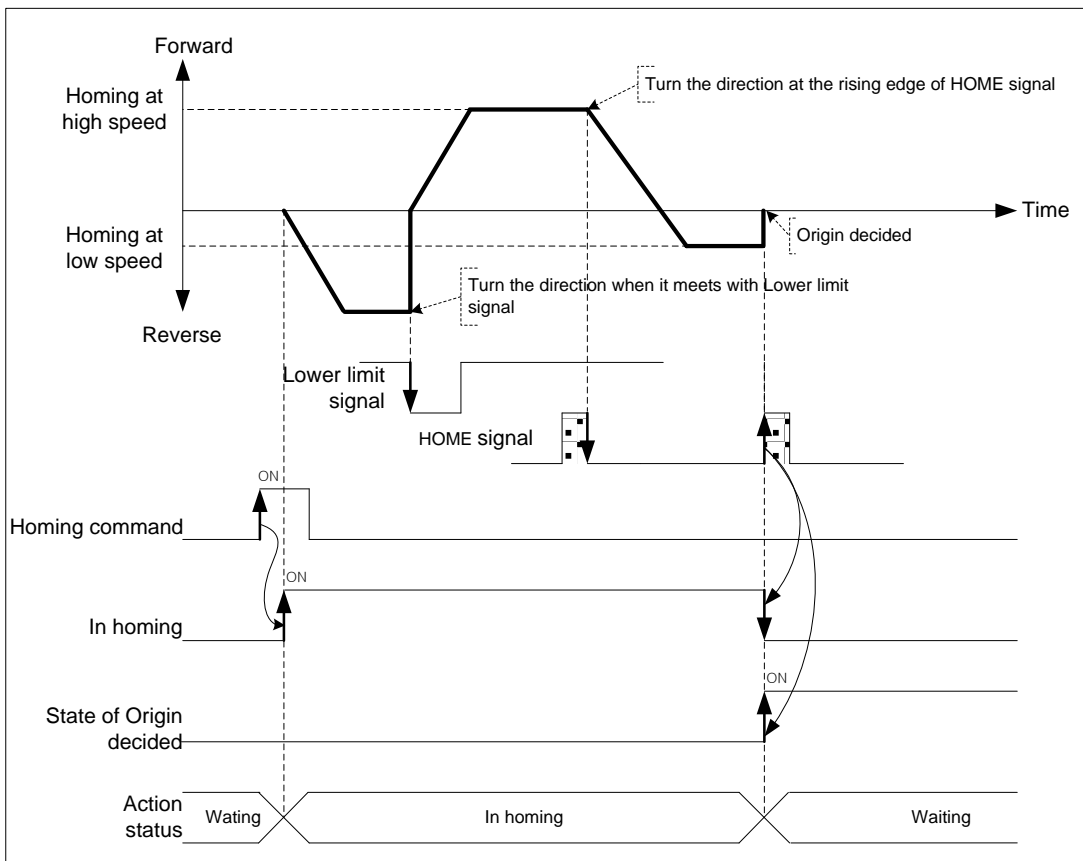 Forward
Homing at
high speed
Turn the direction at the rising edge of HOME signal
Time
Homing at
low speed
Origin decided
Turn the direction when it meets with Lower limit
signal
Reverse
Lower limit
signal
HOME signal
ON
Homing command
ON
In homing
ON
State of Origin
decided
Action
status
Wating
In homing
Waiting